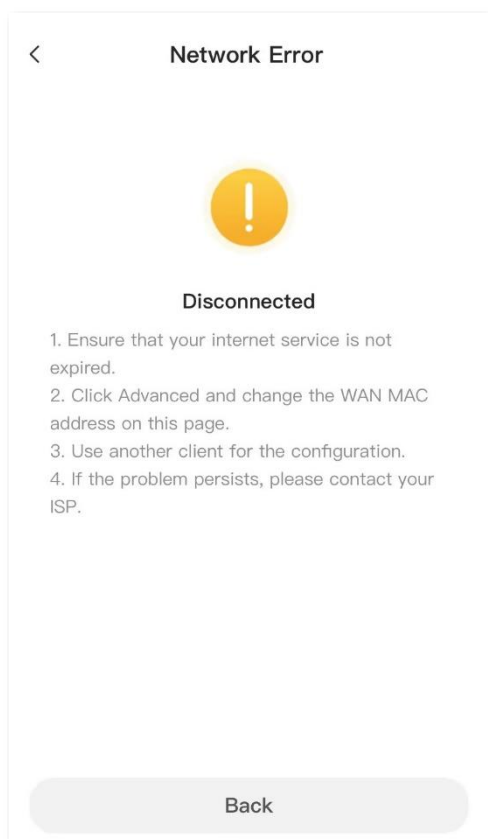 Network Error
Disconnected
1. Ensure that your internet service is not
expired.
2. Click Advanced and change the WAN MAC
address on this page.
3. Use another client for the configuration.
4. If the problem persists, please contact your
ISP.
Back